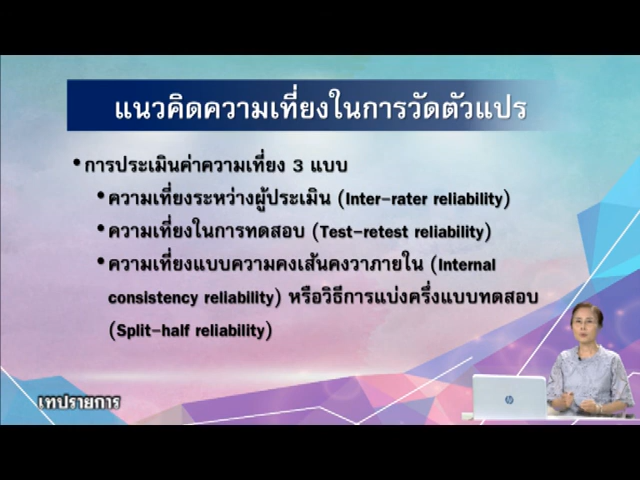 แนวคิดความเที่ยงในการวัดตัวแปร
•การประเมินค่าความเที่ยง 3 แบบ
•ความเที่ยงระหว่างผู้ประเมิน (Inter-rater reliability)
•ความเที่ยงในการทดสอบ (Test-retest reliability)
•ความเที่ยงแบบความคงเส้นคงวาภายใน (Internal
consistency reliability) หรือวิธีการแบ่งครึ่งแบบทดสอบ
(Split-half reliability)
เทปรายการ
hp